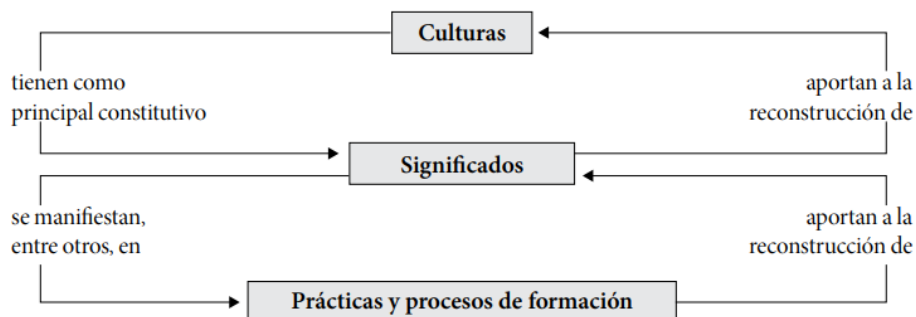 Culturas
tienen como
principal constitutivo
aportan a la
reconstrucción de
Significados
se manifiestan,
entre otros, en
aportan a la
reconstrucción de
Prácticas y procesos de formación